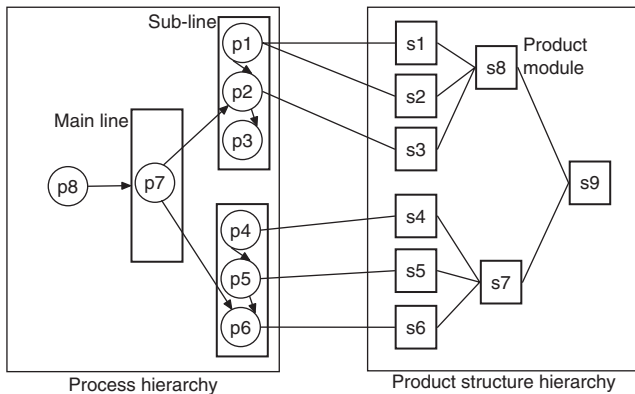 Sub-line
p1
p2
p3
Main line
p8
p7
p4
p5
p6
Process hierarchy
s1
s2
s3
s8
Product
module
s9
s4
s5
s6
s7
Product structure hierarchy